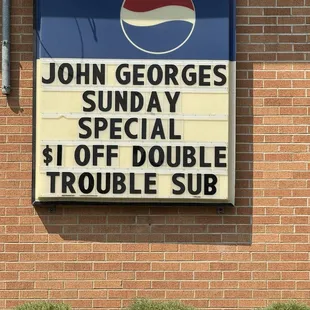 JOHN GEORGES
SUNDAY
SPECIAL
$1 OFF DOUBLE
TROUBLE SUB